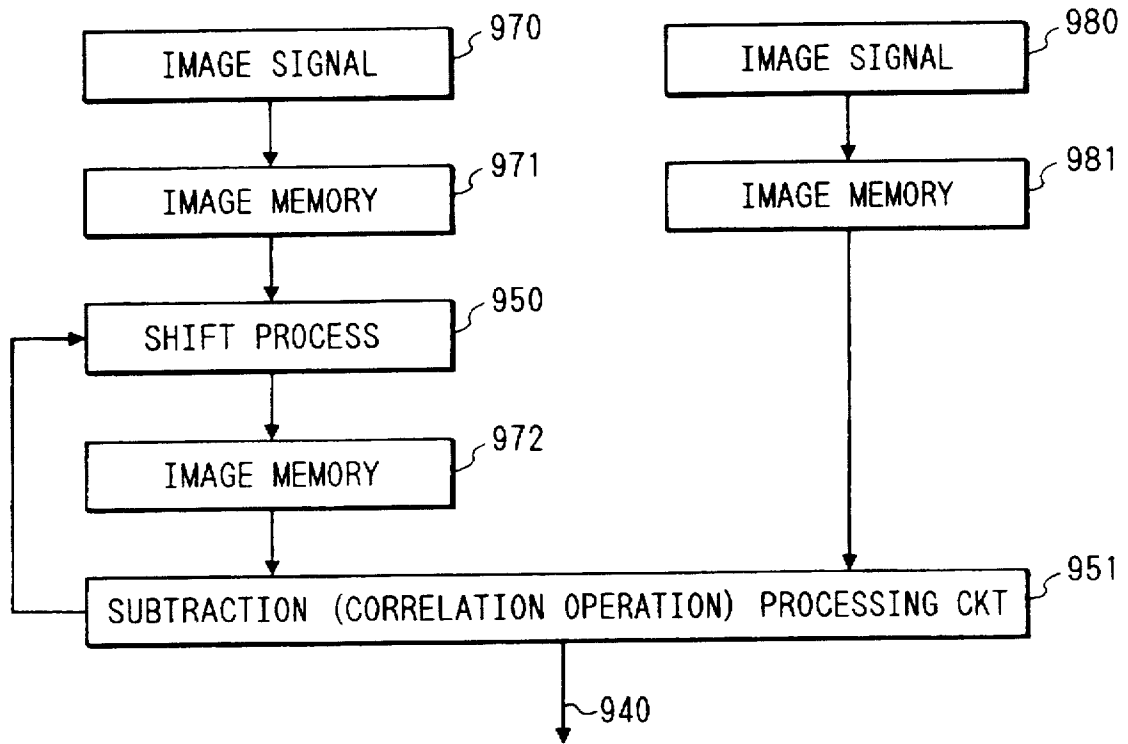 970
IMAGE SIGNAL
980
IMAGE SIGNAL
971
IMAGE MEMORY
981
IMAGE MEMORY
950
SHIFT PROCESS
972
IMAGE MEMORY
951
SUBTRACTION (CORRELATION OPERATION) PROCESSING CKT
940